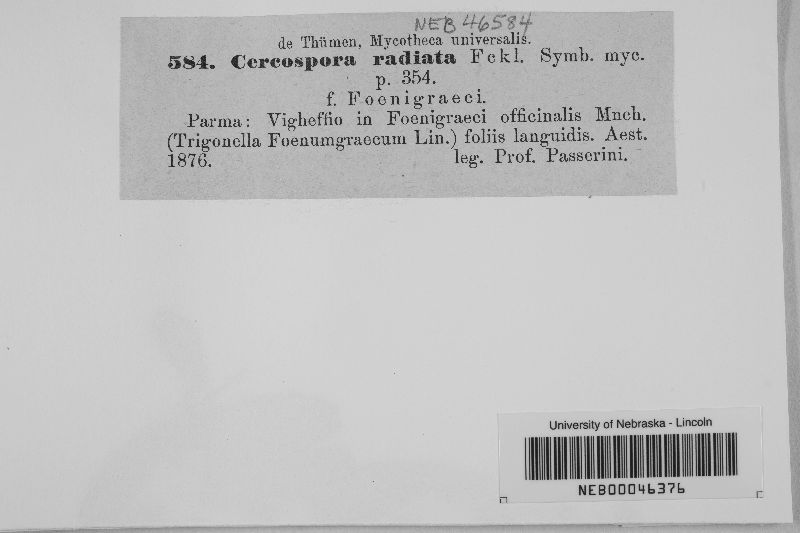 NEB 46584
de Thümen, Mycotheca universalis.
584. Cercospora radiata Fckl. Symb. myc.
p. 354.
f. Foenigraeci.
Parma: Vigheffio in Foenigraeci officinalis Mnch.
(Trigonella Foenumgraecum Lin.) foliis languidis. Aest.
1876. leg. Prof. Passerini.
University of Nebraska - Lincoln
NEB00046376